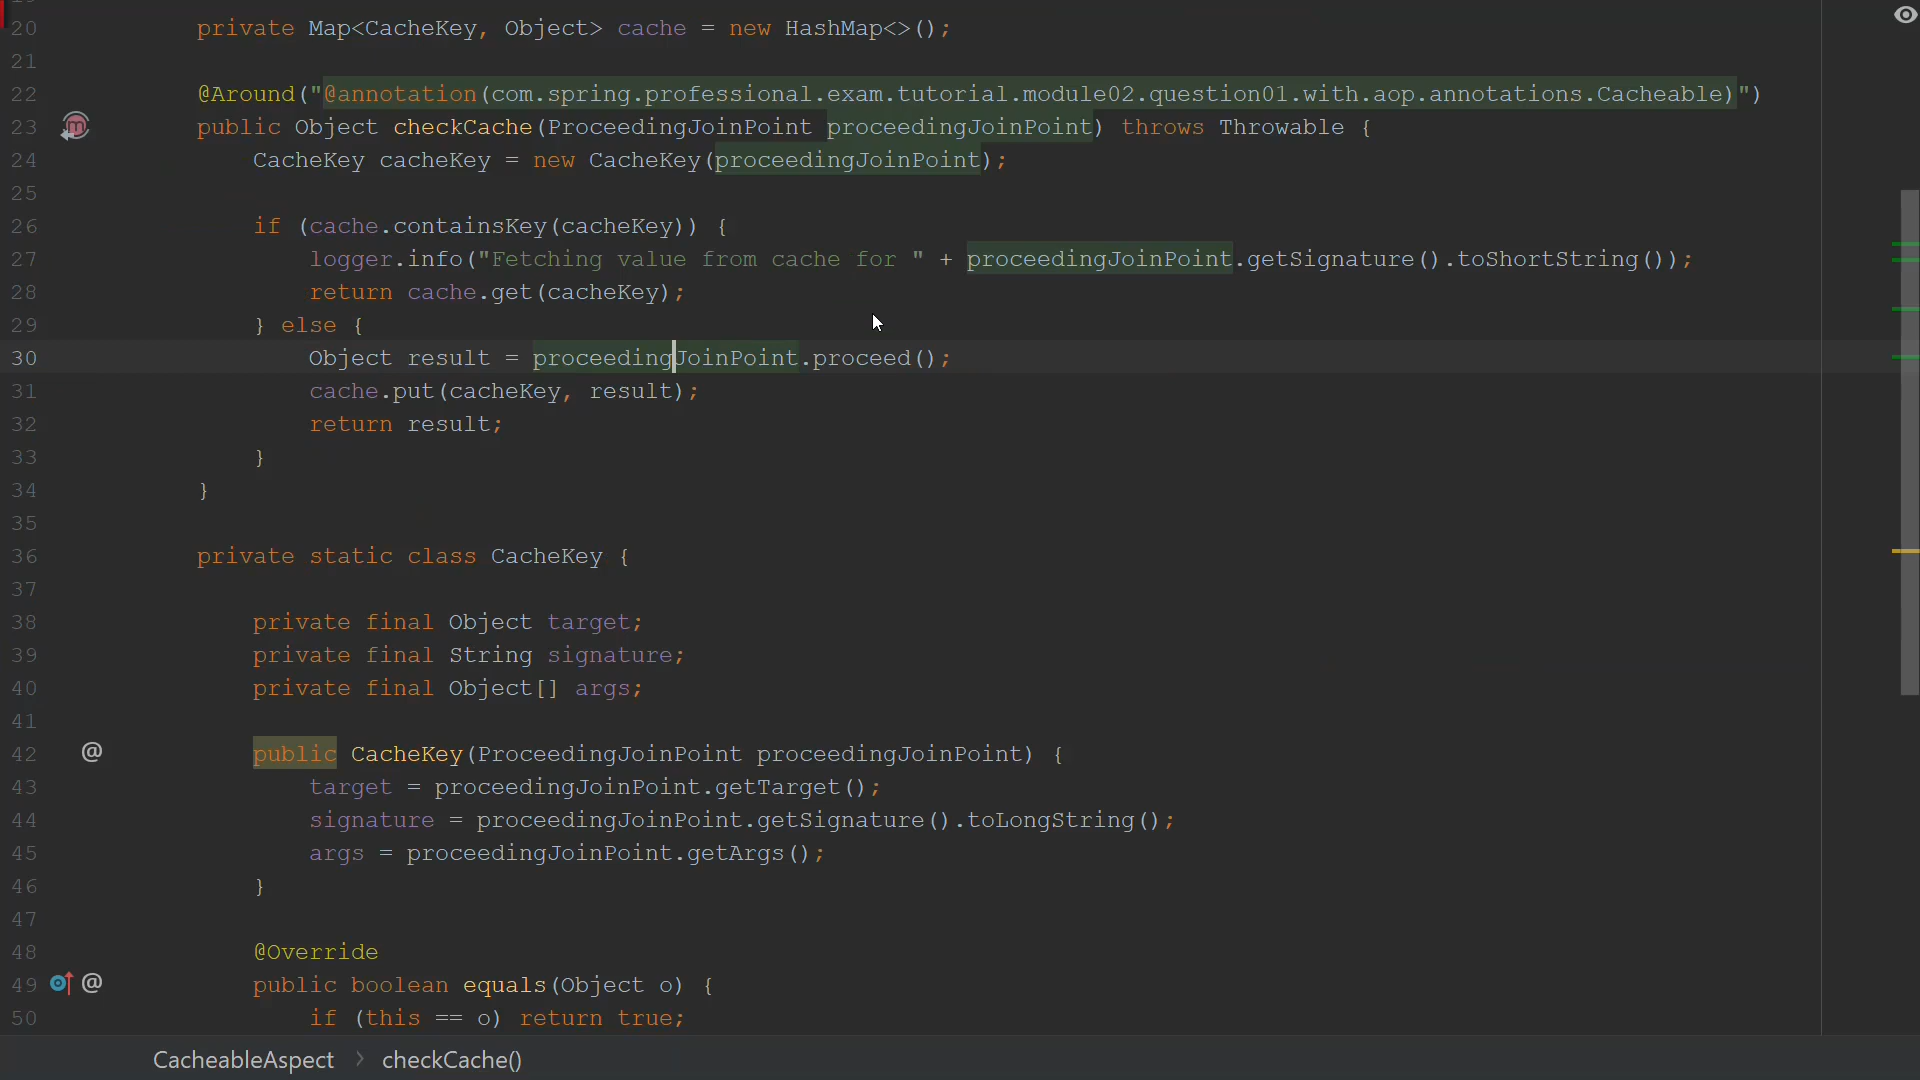 20 private Map<CacheKey, Object> cache = new HashMap<>();
21
22 @Around("@annotation(com.spring.professional.exam.tutorial.module02.question01.with.aop.annotations.Cacheable)")
23 public Object checkCache(ProceedingJoinPoint proceedingJoinPoint) throws Throwable {
24 CacheKey cacheKey = new CacheKey(proceedingJoinPoint);
25
26 if (cache.containsKey(cacheKey)) {
27 logger.info("Fetching value from cache for " + proceedingJoinPoint.getSignature().toShortString());
28 return cache.get(cacheKey);
29 } else {
30 Object result = proceedingJoinPoint.proceed();
31 cache.put(cacheKey, result);
32 return result;
33 }
34 }
35
36 private static class CacheKey {
37
38 private final Object target;
39 private final String signature;
40 private final Object[] args;
41
42 @ public CacheKey(ProceedingJoinPoint proceedingJoinPoint) {
43 target = proceedingJoinPoint.getTarget();
44 signature = proceedingJoinPoint.getSignature().toLongString();
45 args = proceedingJoinPoint.getArgs();
46 }
47
48 @Override
49 @ public boolean equals(Object o) {
50 if (this == o) return true;
CacheableAspect > checkCache()